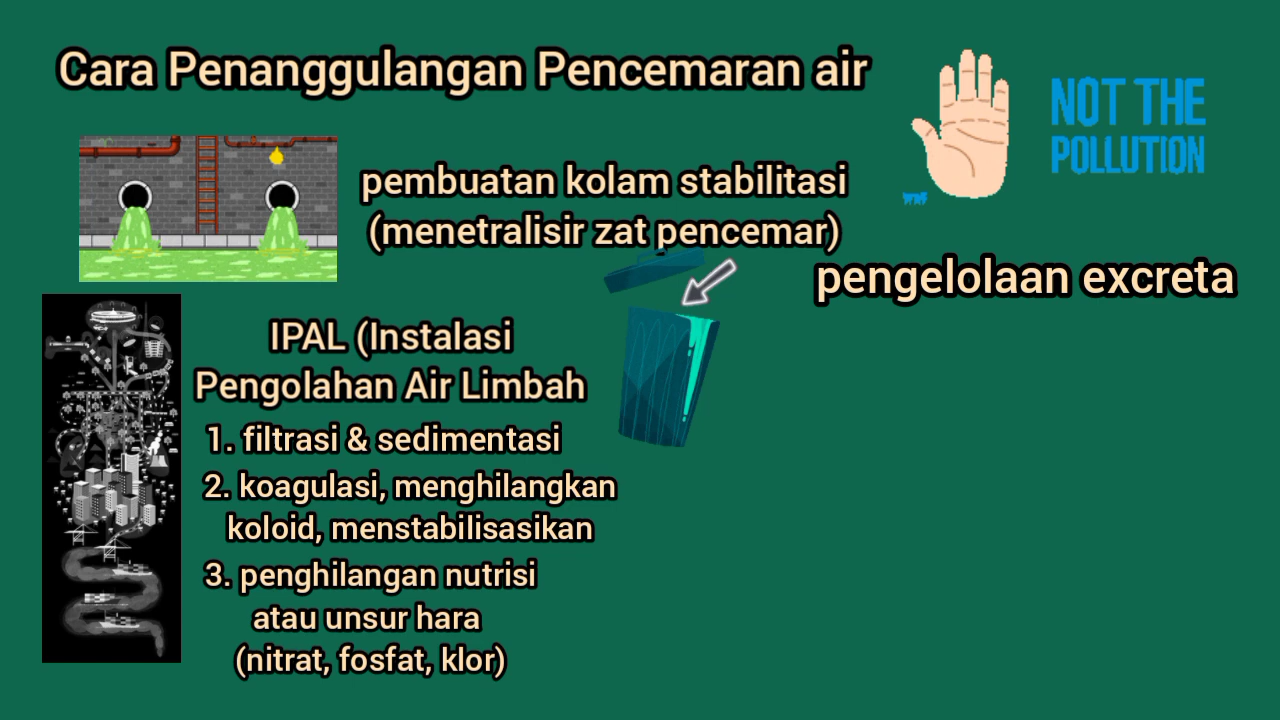 Cara Penanggulangan Pencemaran air
NOT THE
POLLUTION
WWF
pembuatan kolam stabilitasi
(menetralisir zat pencemar)
pengelolaan excreta
IPAL (Instalasi
Pengolahan Air Limbah
1. filtrasi & sedimentasi
2. koagulasi, menghilangkan
koloid, menstabilisasikan
3. penghilangan nutrisi
atau unsur hara
(nitrat, fosfat, klor)